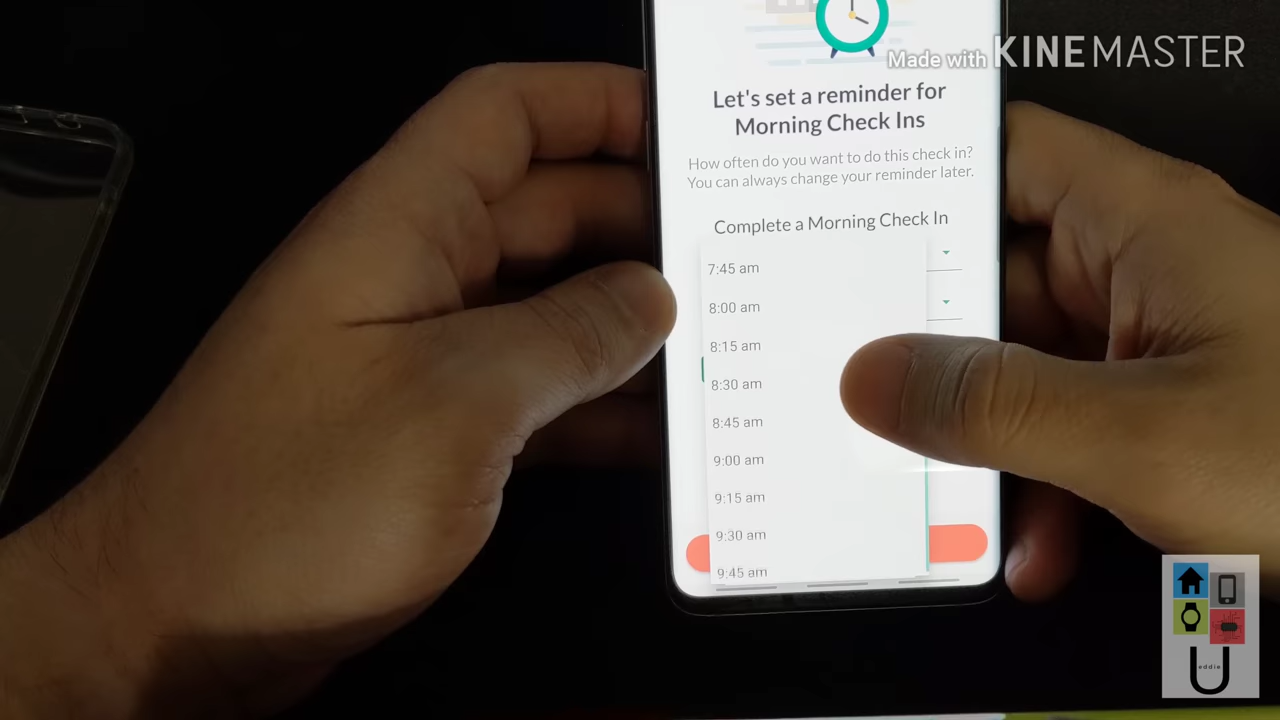 Made with KINEMASTER
Let's set a reminder for
Morning Check Ins
How often do you want to do this check in?
You can always change your reminder later.
Complete a Morning Check In
7:45 am
8:00 am
8:15 am
8:30 am
8:45 am
9:00 am
9:15 am
9:30 am
9:45 am
U
eddie